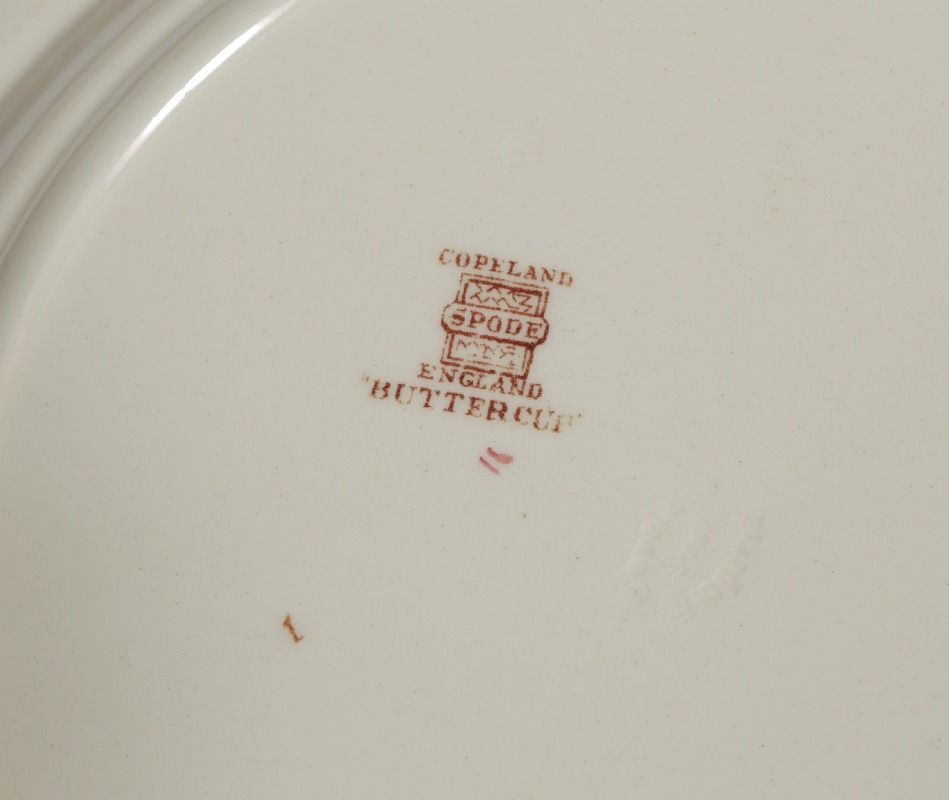 COPELAND
SPODE
ENGLAND
"BUTTERCUP"